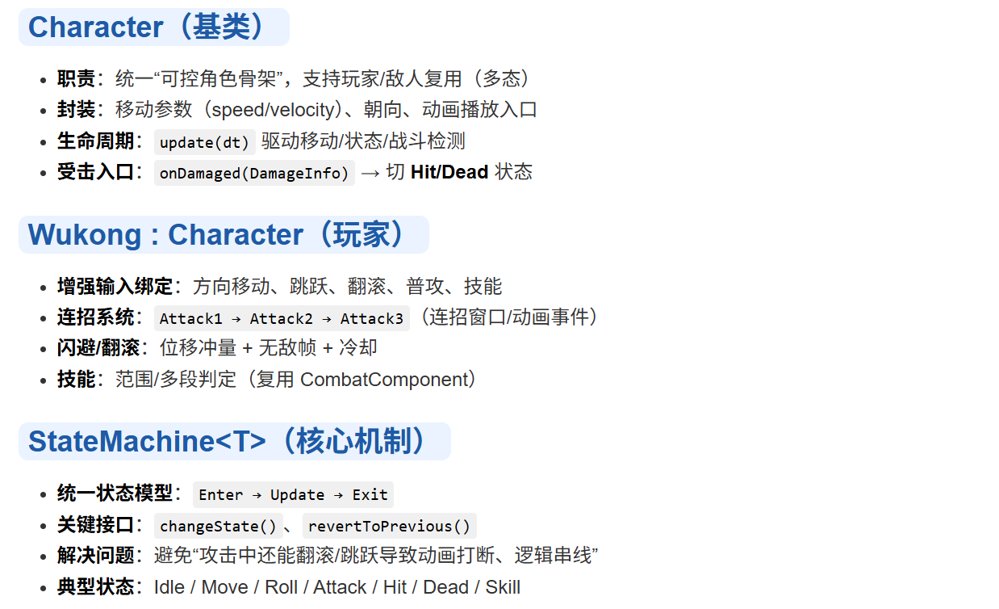 Character（基类）
• 职责：统一“可控角色骨架”，支持玩家/敌人复用（多态）
• 封装：移动参数（speed/velocity）、朝向、动画播放入口
• 生命周期：update(dt) 驱动移动/状态/战斗检测
• 受击入口：onDamaged(DamageInfo) → 切 Hit/Dead 状态
Wukong : Character（玩家）
• 增强输入绑定：方向移动、跳跃、翻滚、普攻、技能
• 连招系统：Attack1 → Attack2 → Attack3（连招窗口/动画事件）
• 闪避/翻滚：位移冲量 + 无敌帧 + 冷却
• 技能：范围/多段判定（复用 CombatComponent）
StateMachine<T>（核心机制）
• 统一状态模型：Enter → Update → Exit
• 关键接口：changeState()、revertToPrevious()
• 解决问题：避免“攻击中还能翻滚/跳跃导致动画打断、逻辑串线”
• 典型状态：Idle / Move / Roll / Attack / Hit / Dead / Skill